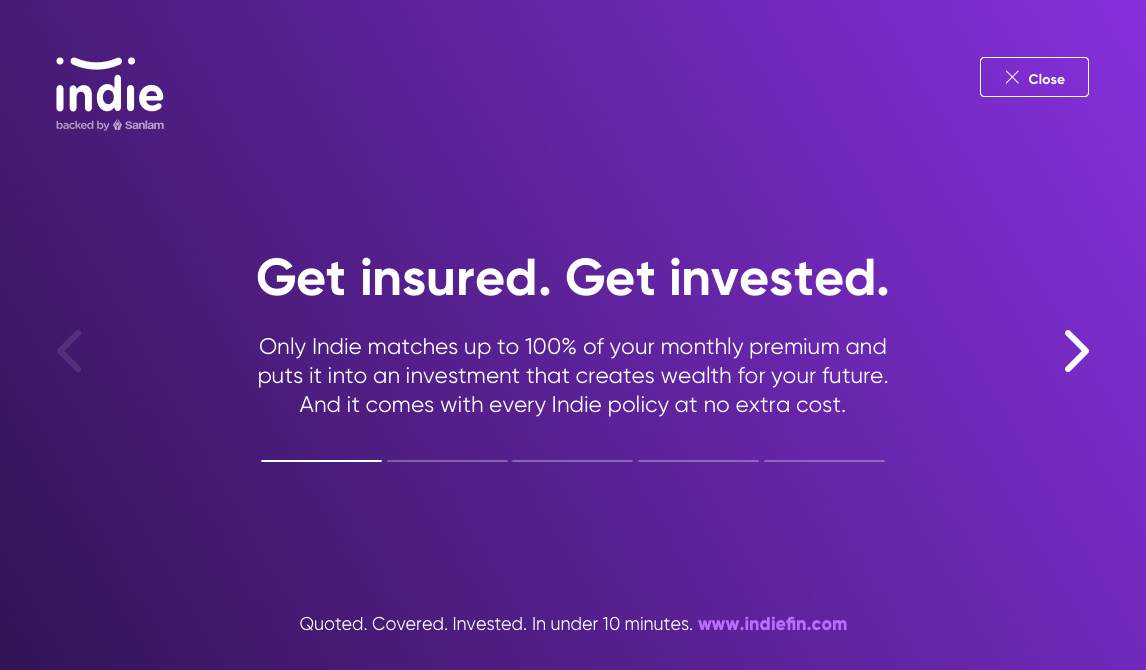 indie
backed by Sanlam
Close
Get insured. Get invested.
Only Indie matches up to 100% of your monthly premium and
puts it into an investment that creates wealth for your future.
And it comes with every Indie policy at no extra cost.
Quoted. Covered. Invested. In under 10 minutes. www.indiefin.com